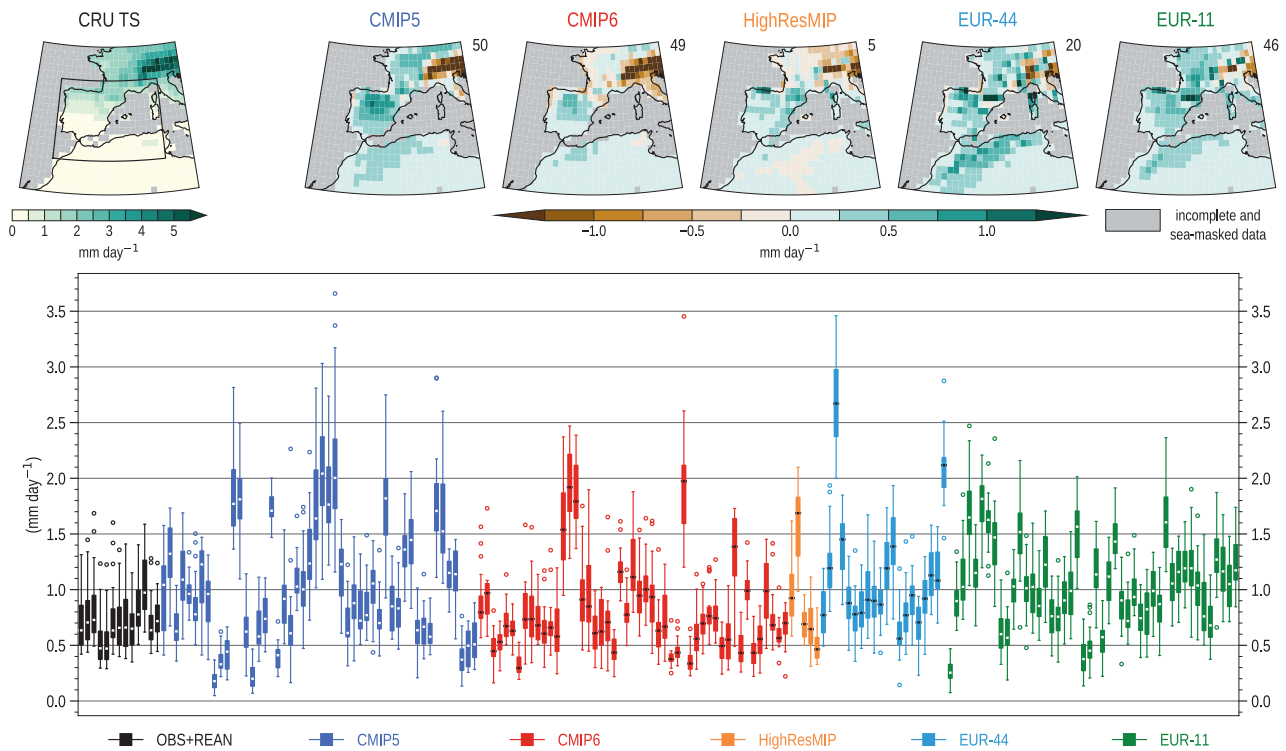 CRU TS
CMIP5
CMIP6
HighResMIP
EUR-44
EUR-11
50
49
5
20
46
0 1 2 3 4 5
mm day⁻¹
−1.0 −0.5 0.0 0.5 1.0
mm day⁻¹
incomplete and
sea-masked data
3.5 3.5
3.0 3.0
2.5 2.5
2.0 2.0
1.5 1.5
1.0 1.0
0.5 0.5
0.0 0.0
(mm day⁻¹)
OBS+REAN CMIP5 CMIP6 HighResMIP EUR-44 EUR-11